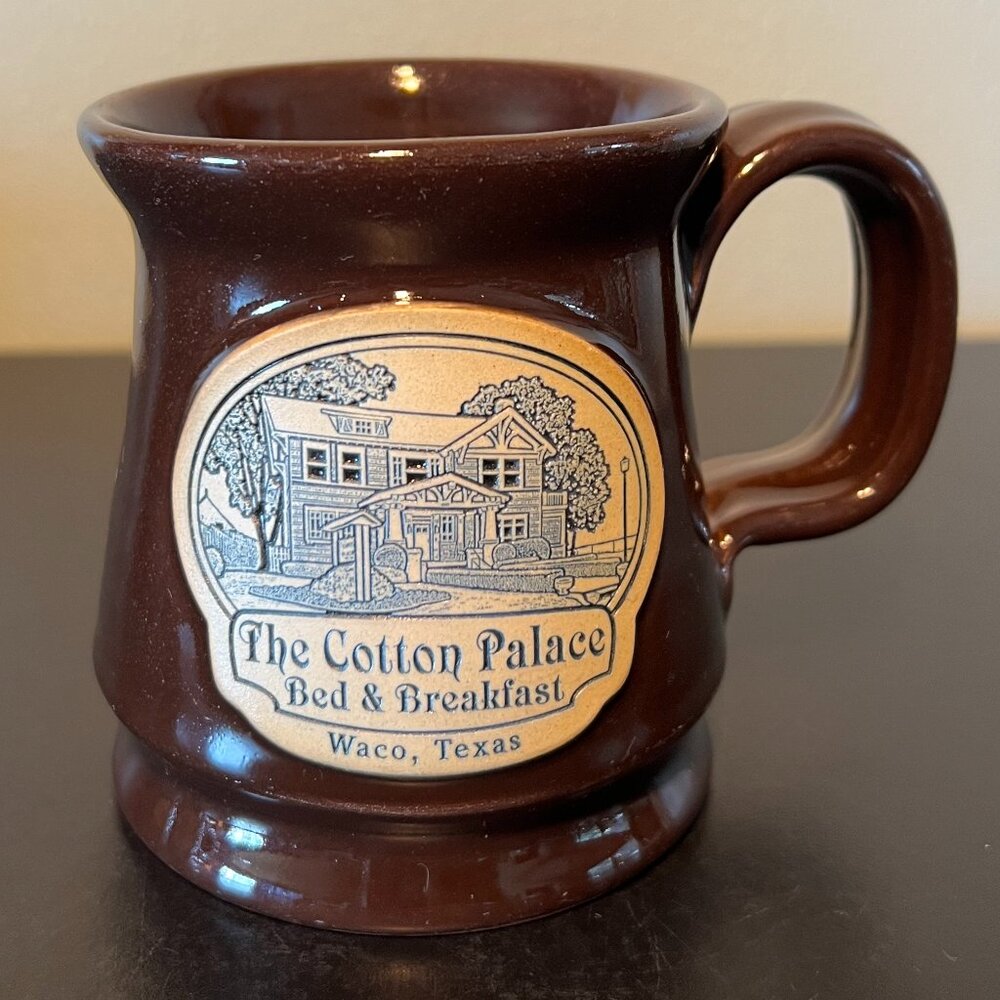 The Cotton Palace
Bed & Breakfast
Waco, Texas